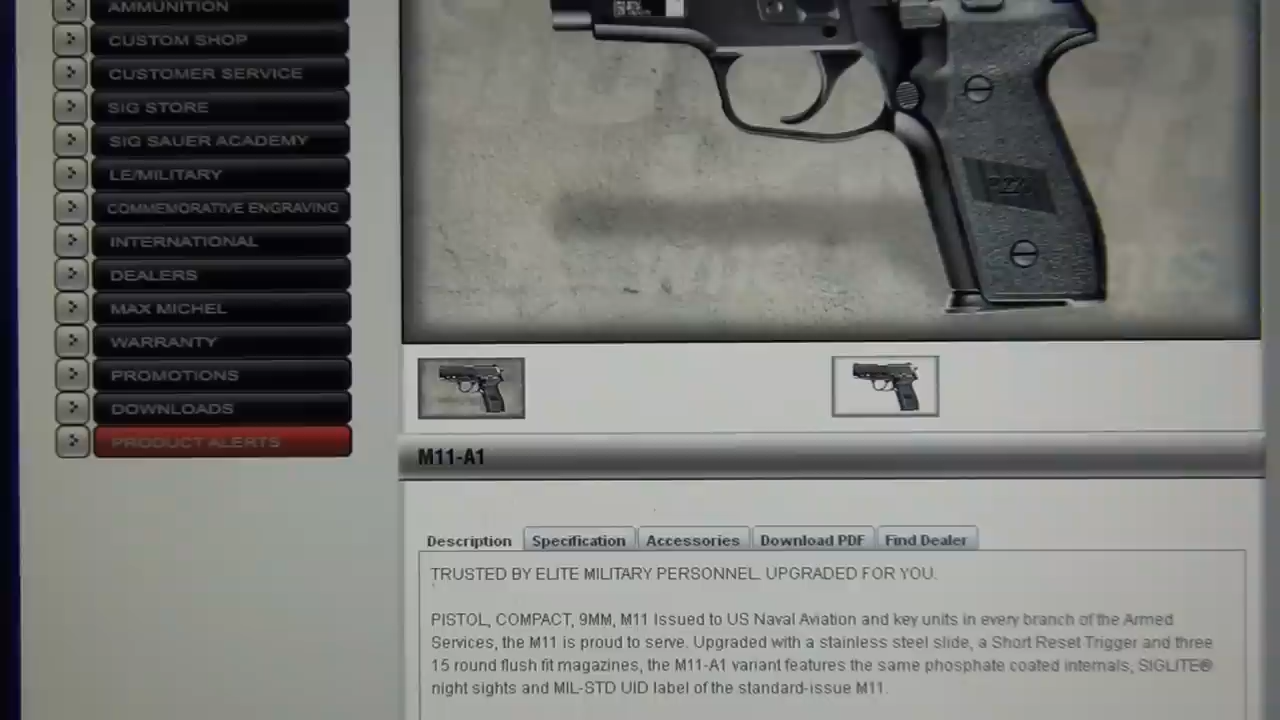 AMMUNITION
CUSTOM SHOP
CUSTOMER SERVICE
SIG STORE
SIG SAUER ACADEMY
LE/MILITARY
COMMEMORATIVE ENGRAVING
INTERNATIONAL
DEALERS
MAX MICHEL
WARRANTY
PROMOTIONS
DOWNLOADS
PRODUCT ALERTS
M11-A1
Description Specification Accessories Download PDF Find Dealer
TRUSTED BY ELITE MILITARY PERSONNEL. UPGRADED FOR YOU.
PISTOL, COMPACT, 9MM, M11 Issued to US Naval Aviation and key units in every branch of the Armed
Services, the M11 is proud to serve. Upgraded with a stainless steel slide, a Short Reset Trigger and three
15 round flush fit magazines, the M11-A1 variant features the same phosphate coated internals, SIGLITE®
night sights and MIL-STD UID label of the standard-issue M11.